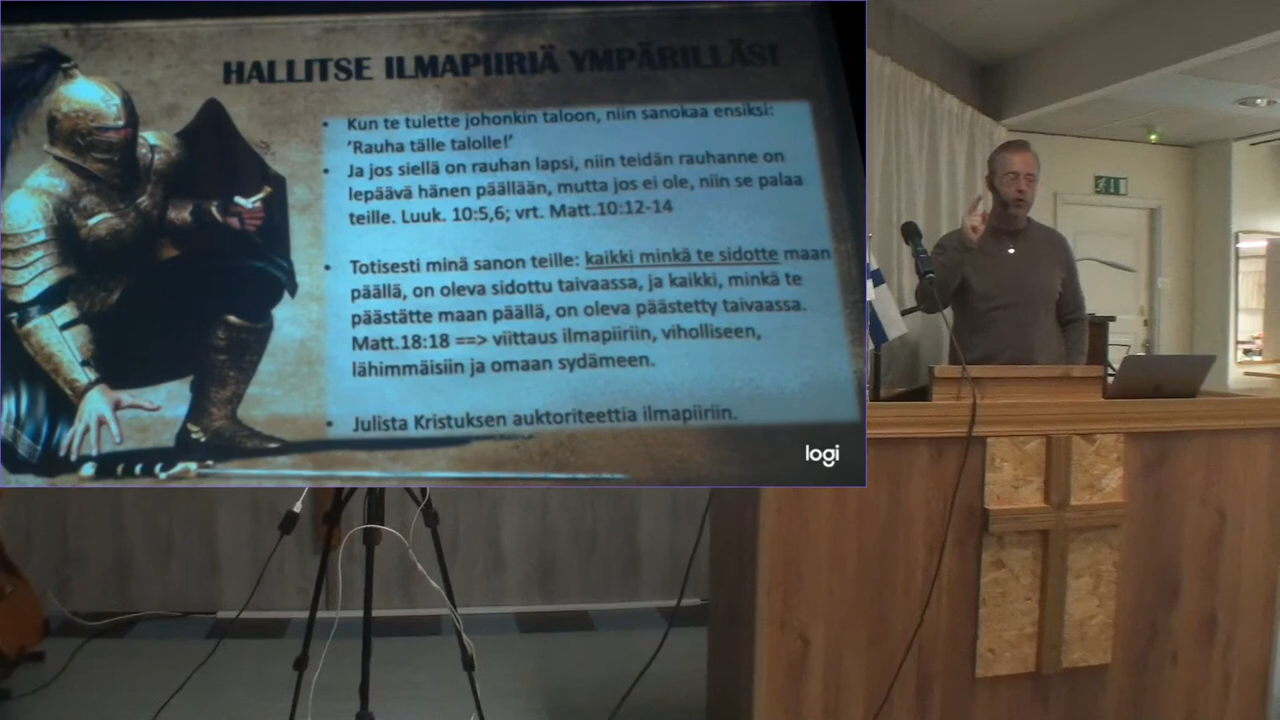 HALLITSE ILMAPIIRIÄ YMPÄRILLÄSI
• Kun te tulette johonkin taloon, niin sanokaa ensiksi:
'Rauha tälle talolle!'
• Ja jos siellä on rauhan lapsi, niin teidän rauhanne on
lepäävä hänen päällään, mutta jos ei ole, niin se palaa
teille. Luuk. 10:5,6; vrt. Matt.10:12-14
• Totisesti minä sanon teille: kaikki minkä te sidotte maan
päällä, on oleva sidottu taivaassa, ja kaikki, minkä te
päästätte maan päällä, on oleva päästetty taivaassa.
Matt.18:18 ==> viittaus ilmapiiriin, viholliseen,
lähimmäisiin ja omaan sydämeen.
• Julista Kristuksen auktoriteettia ilmapiiriin.
logi